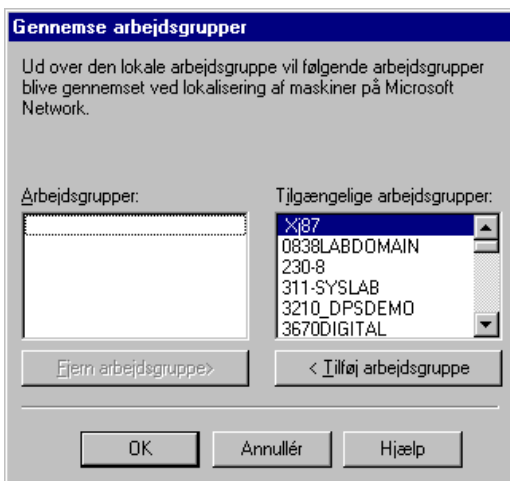 Gennemse arbejdsgrupper
Ud over den lokale arbejdsgruppe vil følgende arbejdsgrupper
blive gennemset ved lokalisering af maskiner på Microsoft
Network.
Arbejdsgrupper:
Tilgængelige arbejdsgrupper:
Xj87
0838LABDOMAIN
230-8
311-SYSLAB
3210_DPSDEMO
3670DIGITAL
Fjern arbejdsgruppe>
< Tilføj arbejdsgruppe
OK
Annullér
Hjælp